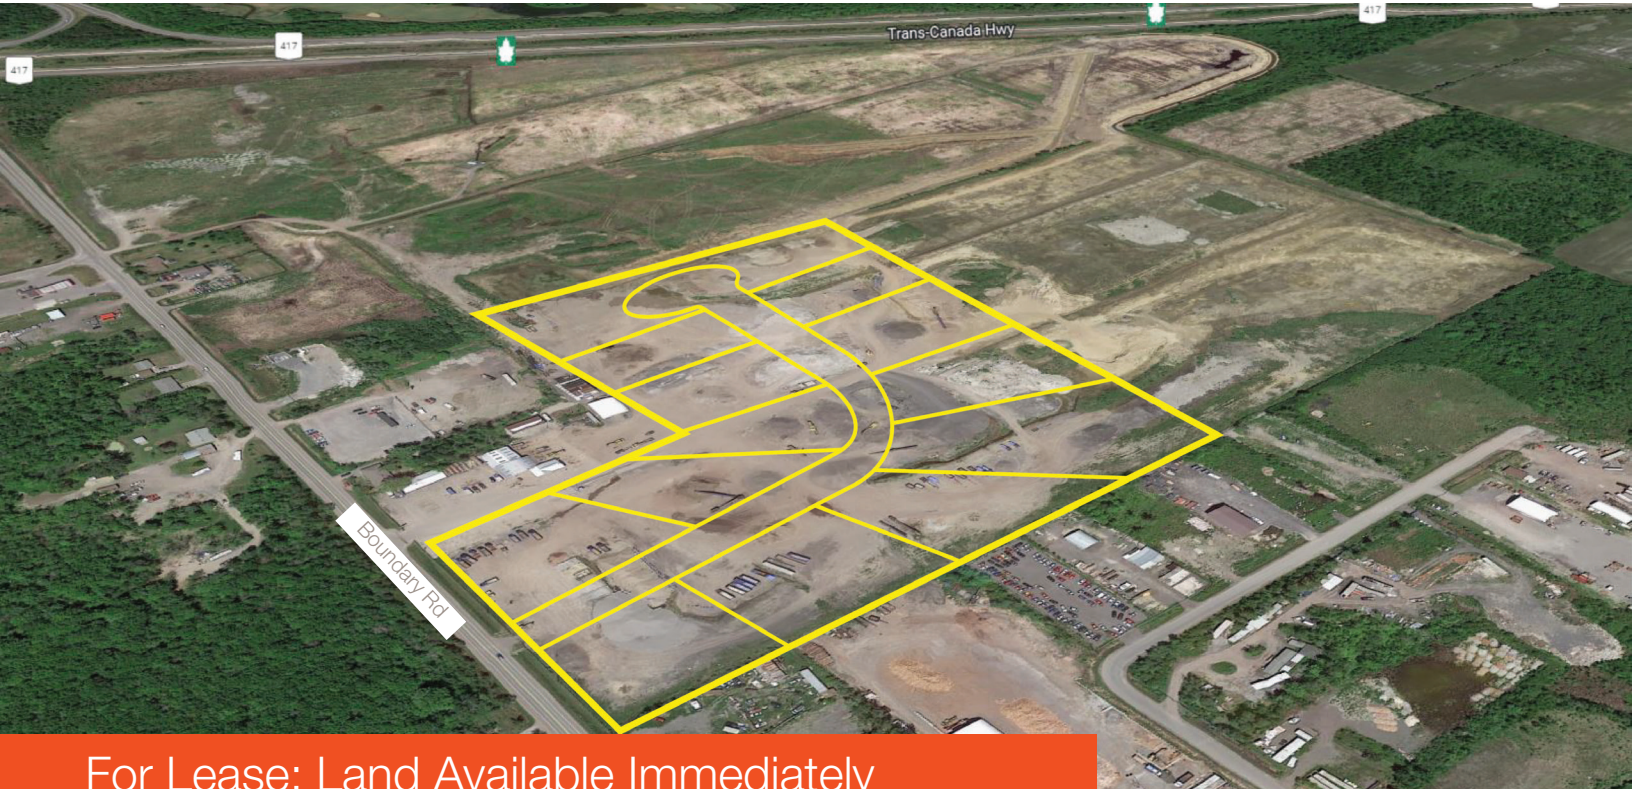 417
Trans-Canada Hwy
417
417
Boundary Rd
For Lease: Land Available Immediately